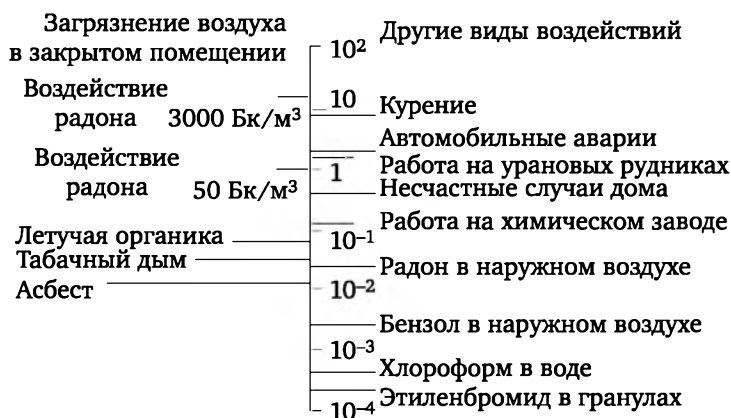 Загрязнение воздуха
в закрытом помещении
Другие виды воздействий
10²
Воздействие
радона 3000 Бк/м³
10
Курение
Автомобильные аварии
Воздействие
радона 50 Бк/м³
1
Работа на урановых рудниках
Несчастные случаи дома
Работа на химическом заводе
Летучая органика
10⁻¹
Табачный дым
Радон в наружном воздухе
Асбест
10⁻²
Бензол в наружном воздухе
10⁻³
Хлороформ в воде
Этиленбромид в гранулах
10⁻⁴